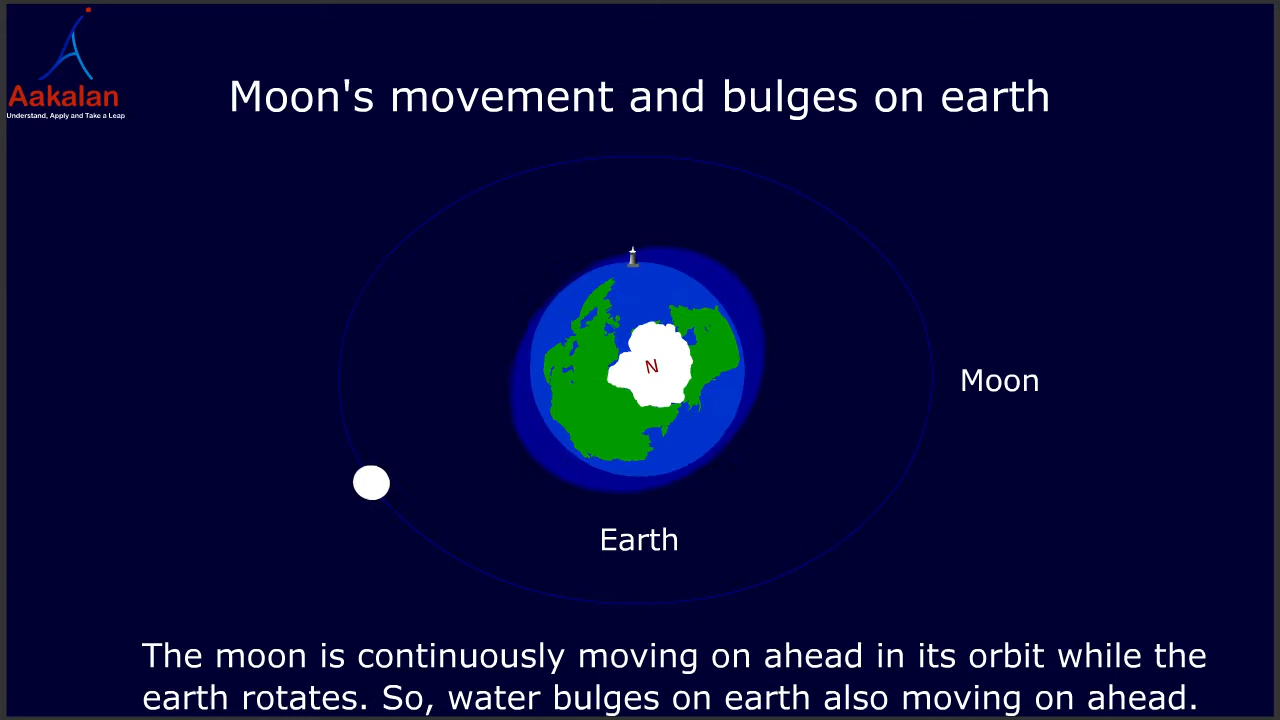 Aakalan
Understand, Apply and Take a Leap
Moon's movement and bulges on earth
N
Moon
Earth
The moon is continuously moving on ahead in its orbit while the
earth rotates. So, water bulges on earth also moving on ahead.